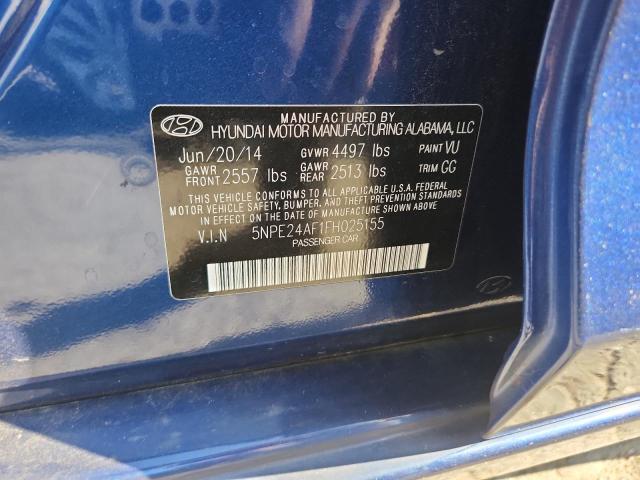 MANUFACTURED BY
HYUNDAI MOTOR MANUFACTURING ALABAMA, LLC
Jun/20/14 GVWR 4497 lbs PAINT VU
GAWR FRONT 2557 lbs GAWR REAR 2513 lbs TRIM GG
THIS VEHICLE CONFORMS TO ALL APPLICABLE U.S.A. FEDERAL
MOTOR VEHICLE SAFETY, BUMPER, AND THEFT PREVENTION STANDARDS
IN EFFECT ON THE DATE OF MANUFACTURE SHOWN ABOVE.
V.I.N 5NPE24AF1FH025155
PASSENGER CAR